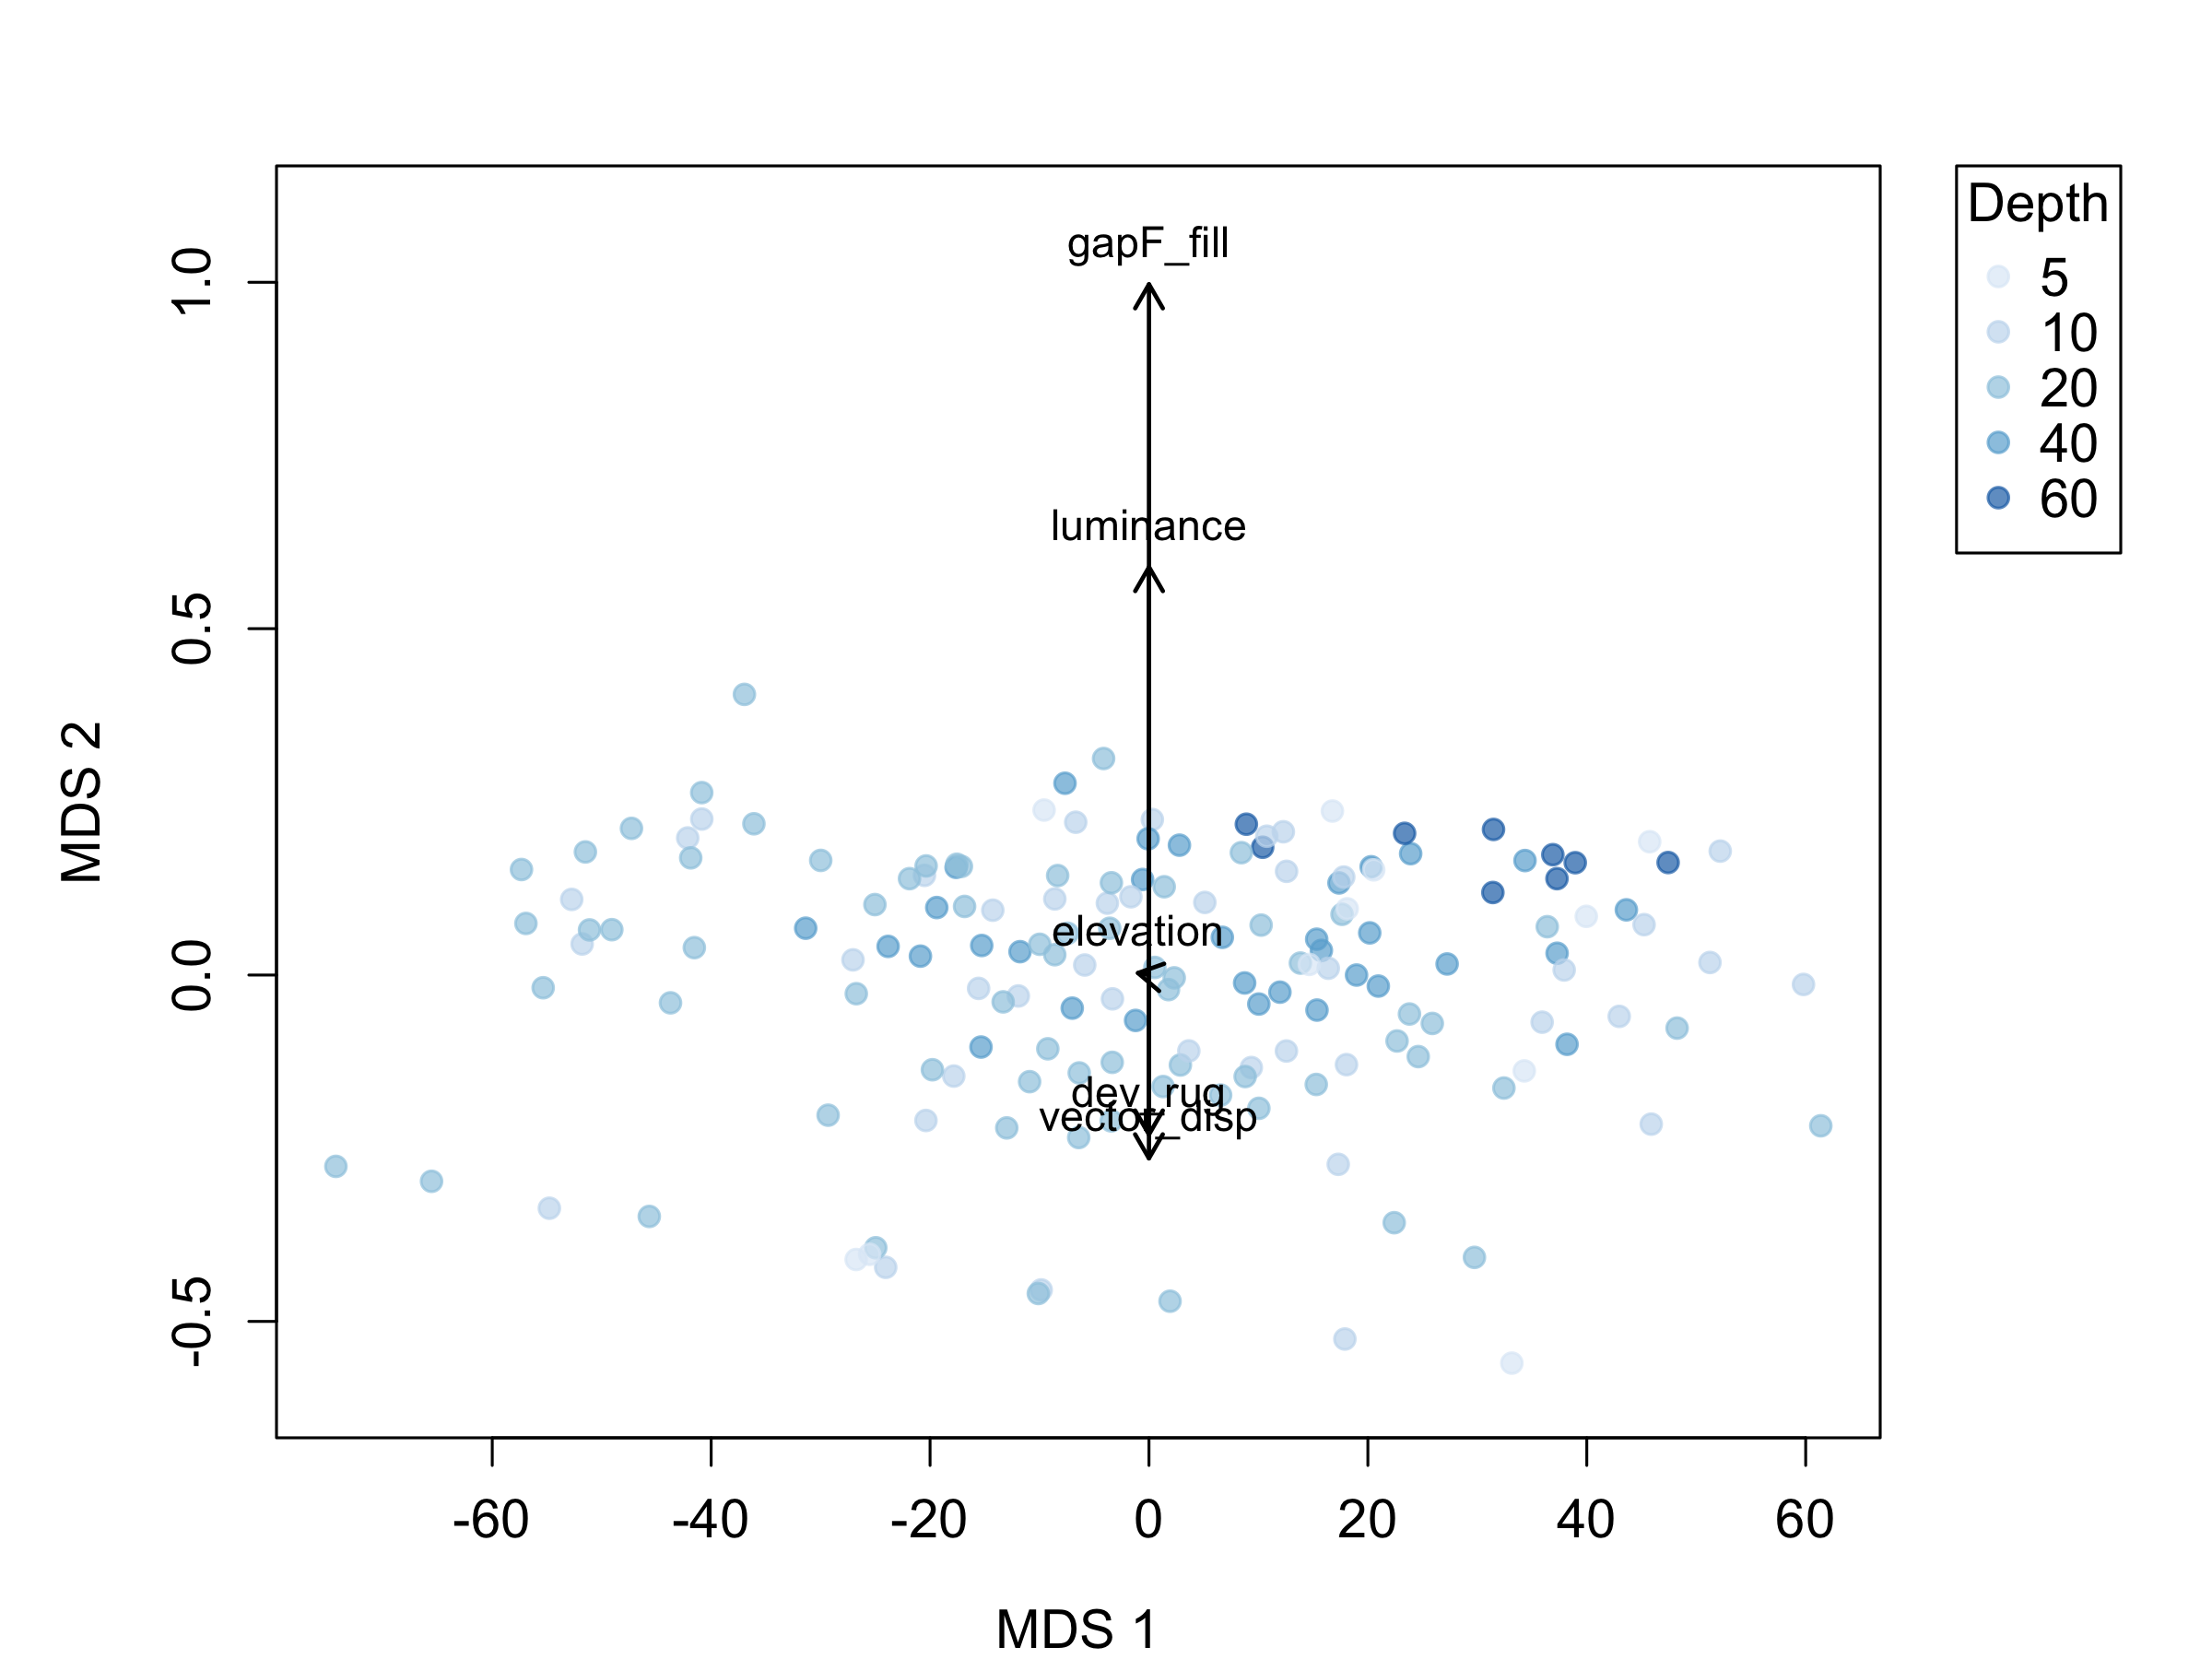 gapF_fill
luminance
elevation
dev_rug
vector_disp
Depth
5
10
20
40
60
MDS 2
1.0
0.5
0.0
-0.5
-60 -40 -20 0 20 40 60
MDS 1